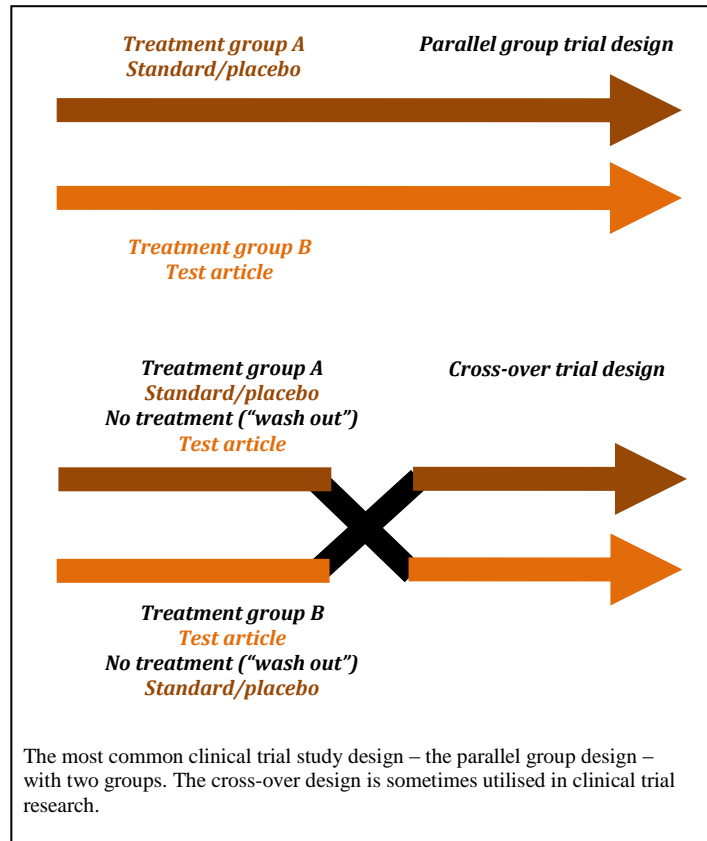 Treatment group A
Standard/placebo
Parallel group trial design
Treatment group B
Test article
Treatment group A
Standard/placebo
No treatment (“wash out”)
Test article
Cross-over trial design
Treatment group B
Test article
No treatment (“wash out”)
Standard/placebo
The most common clinical trial study design – the parallel group design –
with two groups. The cross-over design is sometimes utilised in clinical trial
research.